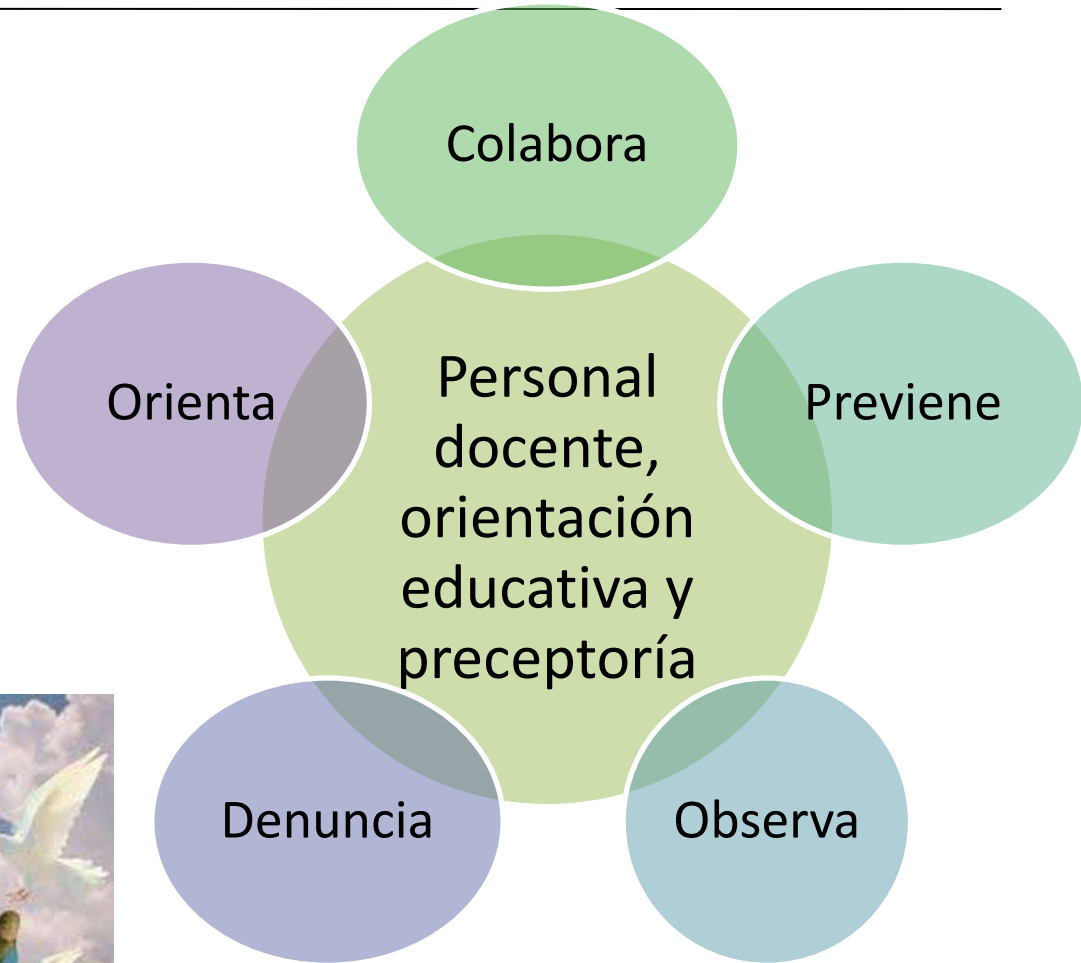 Colabora
Orienta
Previene
Personal
docente,
orientación
educativa y
preceptoría
Denuncia
Observa